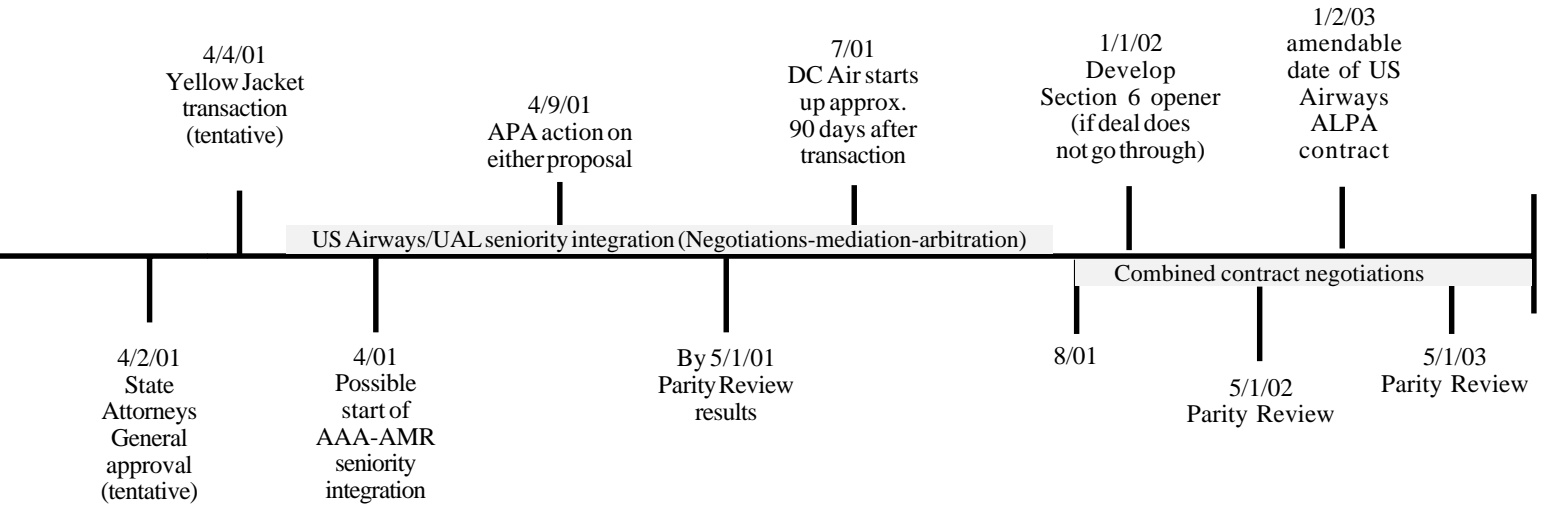 4/4/01
Yellow Jacket
transaction
(tentative)
4/9/01
APA action on
either proposal
7/01
DC Air starts
up approx.
90 days after
transaction
1/1/02
Develop
Section 6 opener
(if deal does
not go through)
1/2/03
amendable
date of US
Airways
ALPA
contract
US Airways/UAL seniority integration (Negotiations-mediation-arbitration)
Combined contract negotiations
4/2/01
State
Attorneys
General
approval
(tentative)
4/01
Possible
start of
AAA-AMR
seniority
integration
By 5/1/01
Parity Review
results
8/01
5/1/02
Parity Review
5/1/03
Parity Review